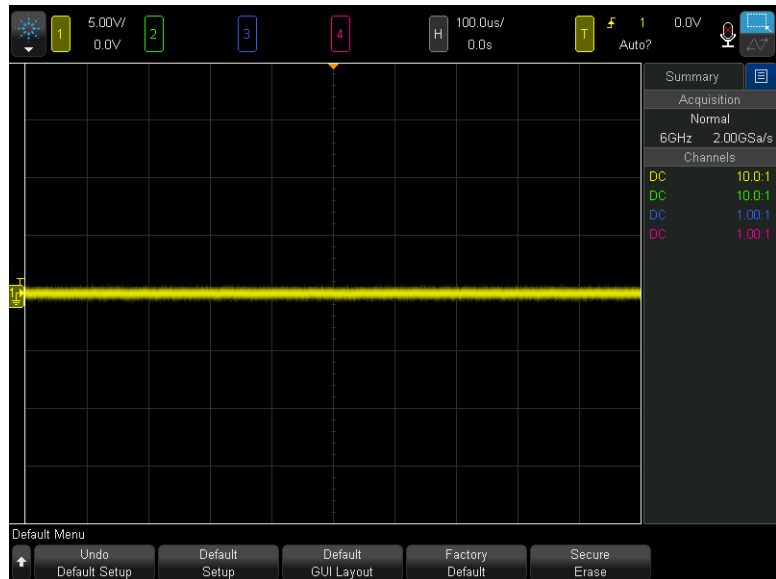 1 5.00V/ 2 3 4 H 100.0us/ T 1 0.0V
0.0V 0.0s Auto?
Summary
Acquisition
Normal
6GHz 2.00GSa/s
Channels
DC 10.0:1
DC 10.0:1
DC 1.00:1
DC 1.00:1
T
1
Default Menu
Undo Default Default Factory Secure
Default Setup Setup GUI Layout Default Erase